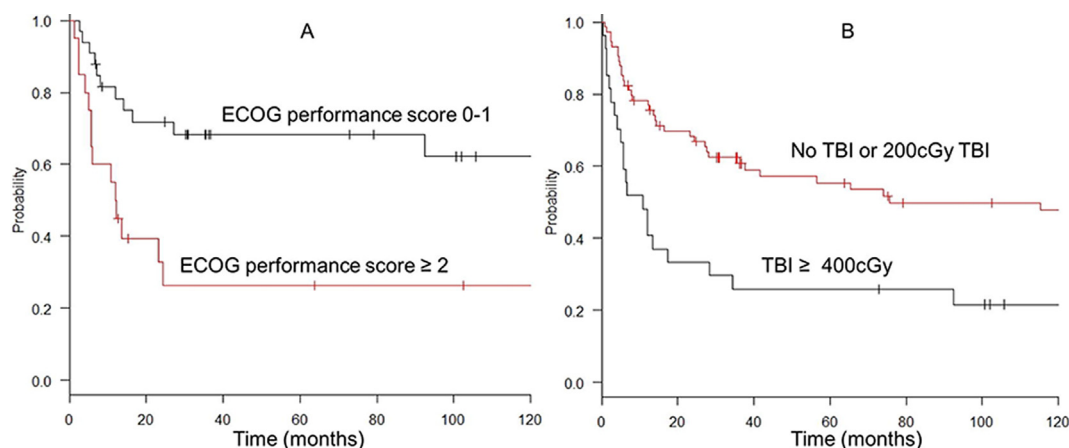 A
1.0
0.8
0.6
0.4
0.2
0.0
Probability
ECOG performance score 0-1
ECOG performance score ≥ 2
0 20 40 60 80 100 120
Time (months)
B
1.0
0.8
0.6
0.4
0.2
0.0
Probability
No TBI or 200cGy TBI
TBI ≥ 400cGy
0 20 40 60 80 100 120
Time (months)